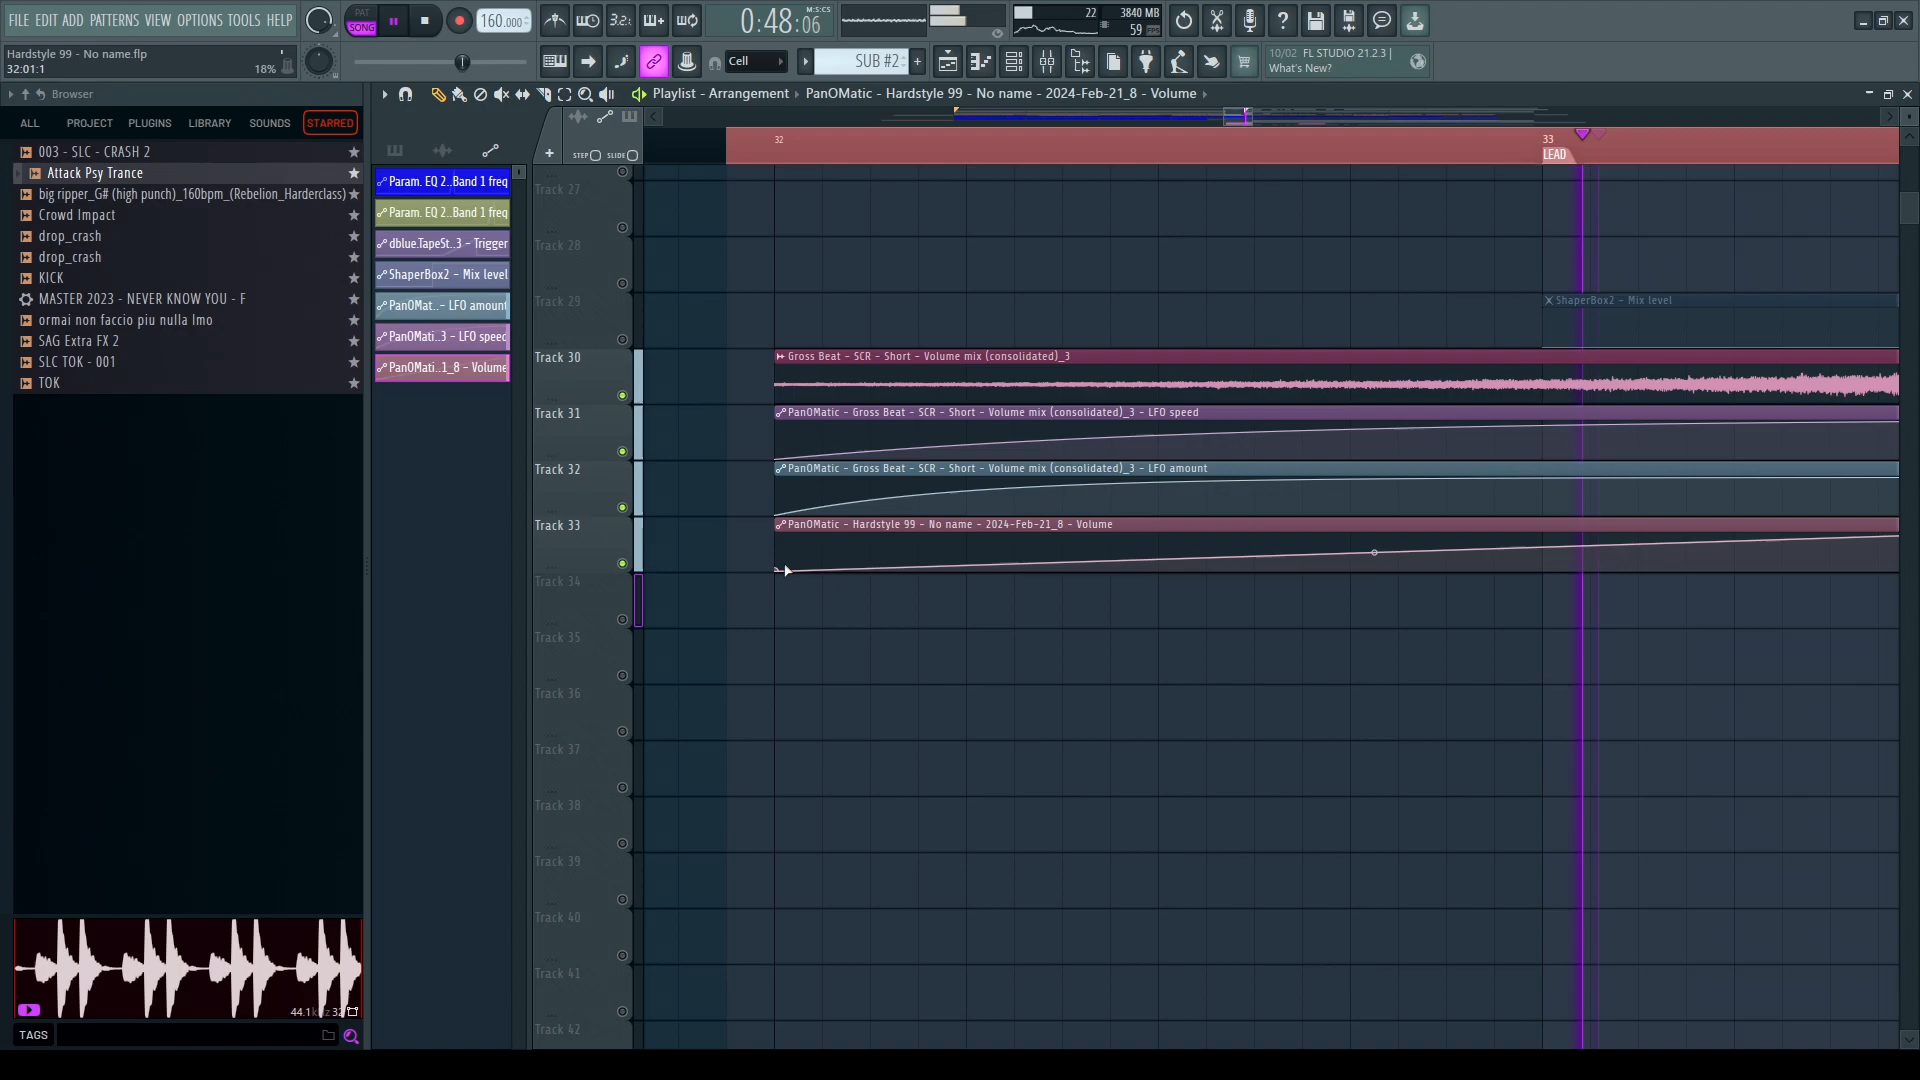 FILE EDIT ADD PATTERNS VIEW OPTIONS TOOLS HELP
PAT
SONG
160.000
3.2.
0:48:06
M:S:CS
22
3840 MB
59
Hardstyle 99 - No name.flp
32:01:1
18%
Cell
SUB #2
10/02 FL STUDIO 21.2.3 |
What's New?
Browser
Playlist - Arrangement
PanOMatic - Hardstyle 99 - No name - 2024-Feb-21_8 - Volume
ALL
PROJECT
PLUGINS
LIBRARY
SOUNDS
STARRED
003 - SLC - CRASH 2
Attack Psy Trance
big ripper_G# (high punch)_160bpm_(Rebelion_Harderclass)
Crowd Impact
drop_crash
drop_crash
KICK
MASTER 2023 - NEVER KNOW YOU - F
ormai non faccio piu nulla lmo
SAG Extra FX 2
SLC TOK - 001
TOK
44.1kHz 32
TAGS
Param. EQ 2..Band 1 freq
Param. EQ 2..Band 1 freq
dblue.TapeSt..3 - Trigger
ShaperBox2 - Mix level
PanOMat..- LFO amount
PanOMati..3 - LFO speed
PanOMati..1_8 - Volume
STEP
SLIDE
32
33
LEAD
Track 27
Track 28
Track 29
ShaperBox2 - Mix level
Track 30
Gross Beat - SCR - Short - Volume mix (consolidated)_3
Track 31
PanOMatic - Gross Beat - SCR - Short - Volume mix (consolidated)_3 - LFO speed
Track 32
PanOMatic - Gross Beat - SCR - Short - Volume mix (consolidated)_3 - LFO amount
Track 33
PanOMatic - Hardstyle 99 - No name - 2024-Feb-21_8 - Volume
Track 34
Track 35
Track 36
Track 37
Track 38
Track 39
Track 40
Track 41
Track 42